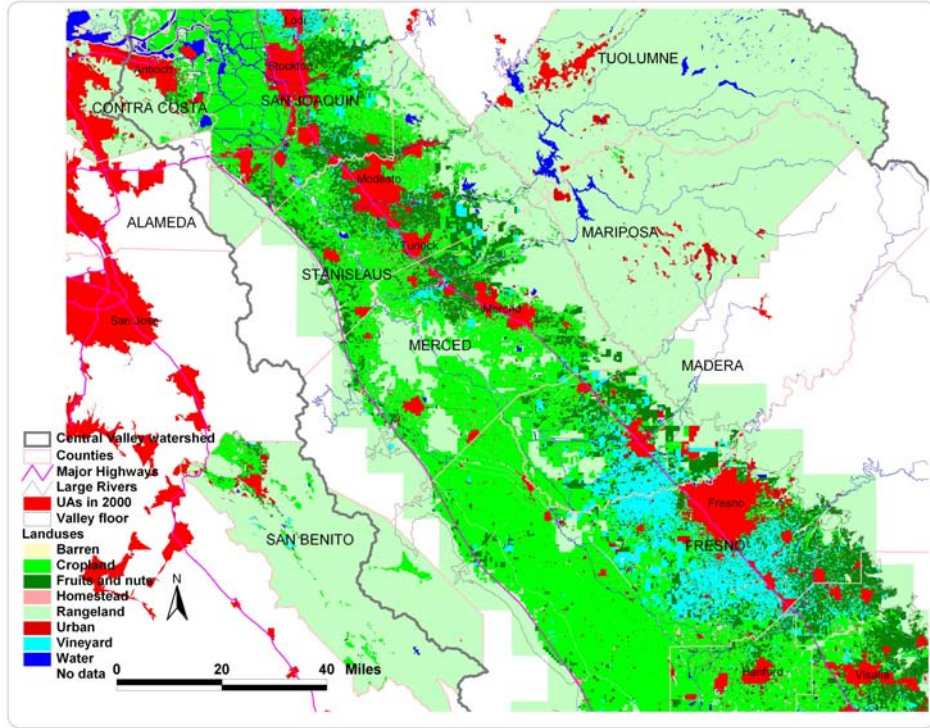 Lodi
TUOLUMNE
Antioch
Stockton
CONTRA COSTA
SAN JOAQUIN
Modesto
ALAMEDA
MARIPOSA
Turlock
STANISLAUS
San Jose
Merced
MERCED
MADERA
Central Valley watershed
Counties
Major Highways
Large Rivers
UAs in 2000
Valley floor
Landuses
Barren
Cropland
Fruits and nuts
Homestead
Rangeland
Urban
Vineyard
Water
No data
N
0 20 40 Miles
SAN BENITO
Fresno
FRESNO
Hanford
Visalia